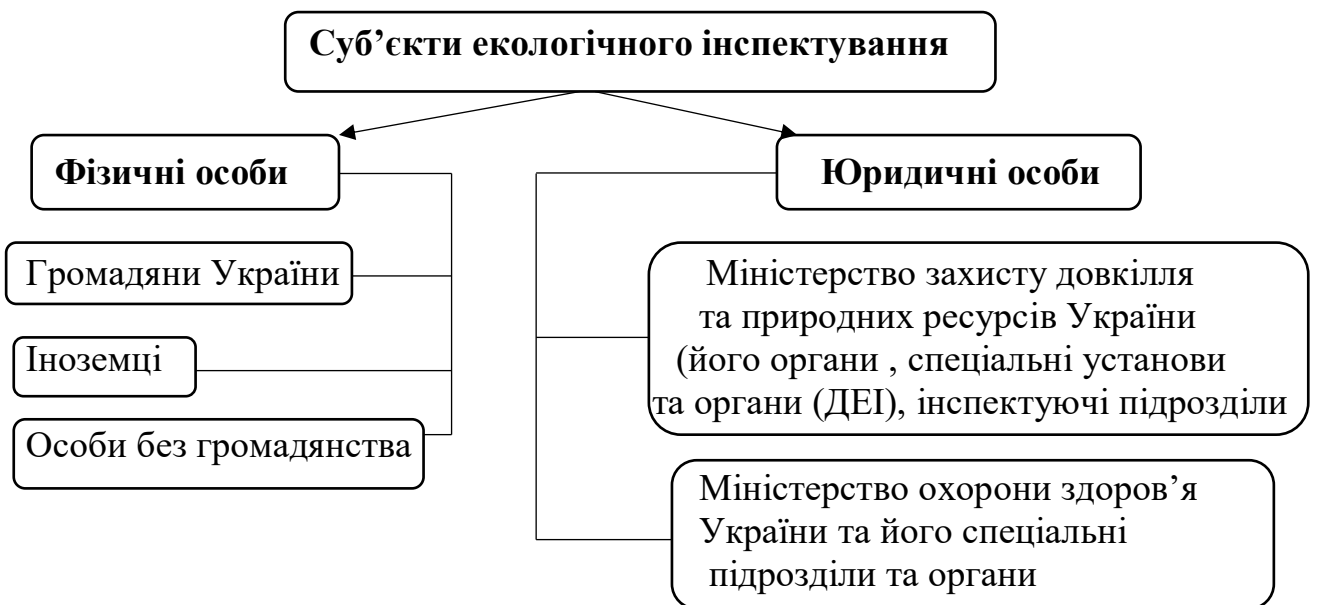 Суб’єкти екологічного інспектування
Фізичні особи
Юридичні особи
Громадяни України
Іноземці
Особи без громадянства
Міністерство захисту довкілля
та природних ресурсів України
(його органи , спеціальні установи
та органи (ДЕІ), інспектуючі підрозділи
Міністерство охорони здоров’я
України та його спеціальні
підрозділи та органи